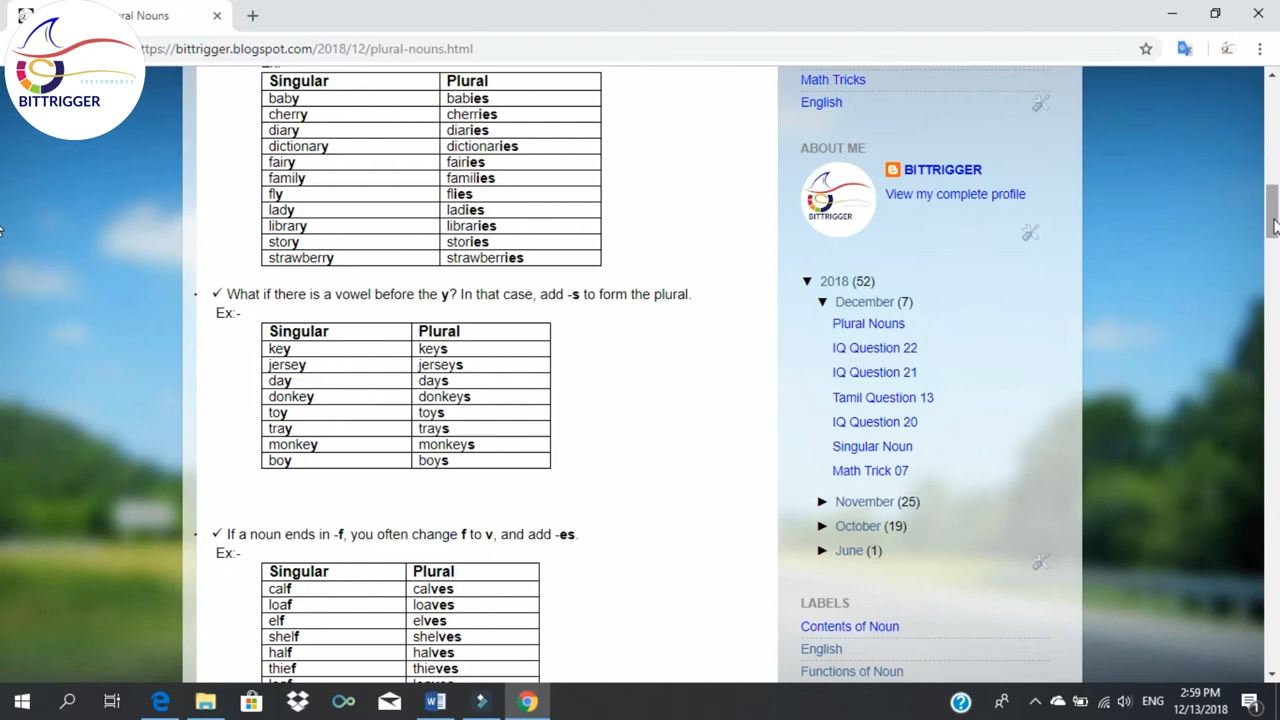 ural Nouns
ttps://bittrigger.blogspot.com/2018/12/plural-nouns.html
BITTRIGGER
Singular Plural
baby babies
cherry cherries
diary diaries
dictionary dictionaries
fairy fairies
family families
fly flies
lady ladies
library libraries
story stories
strawberry strawberries
✓ What if there is a vowel before the y? In that case, add -s to form the plural.
Ex:-
Singular Plural
key keys
jersey jerseys
day days
donkey donkeys
toy toys
tray trays
monkey monkeys
boy boys
✓ If a noun ends in -f, you often change f to v, and add -es.
Ex:-
Singular Plural
calf calves
loaf loaves
elf elves
shelf shelves
half halves
thief thieves
Math Tricks
English
ABOUT ME
BITTRIGGER
BITTRIGGER
View my complete profile
▼ 2018 (52)
▼ December (7)
Plural Nouns
IQ Question 22
IQ Question 21
Tamil Question 13
IQ Question 20
Singular Noun
Math Trick 07
► November (25)
► October (19)
► June (1)
LABELS
Contents of Noun
English
Functions of Noun
ENG
2:59 PM
12/13/2018
1